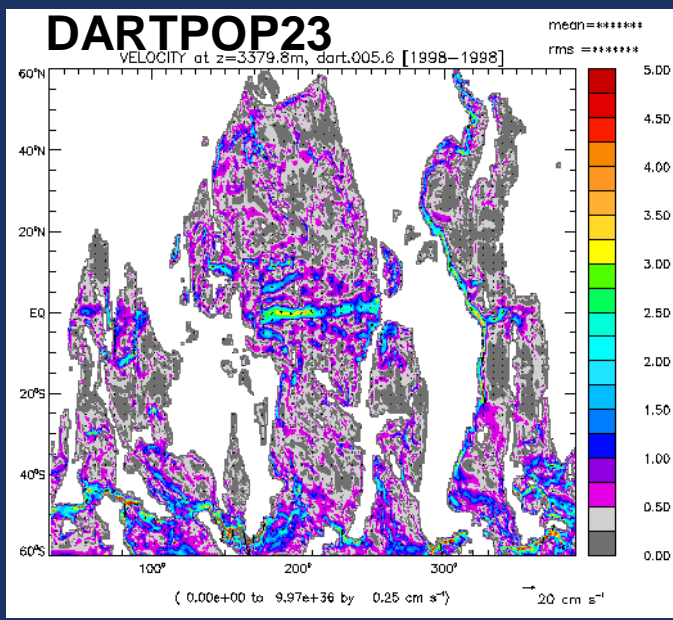 DARTPOP23
mean=*******
rms =*******
VELOCITY at z=3379.8m, dart.005.6 [1998-1998]
60°N
40°N
20°N
EQ
20°S
40°S
60°S
100°
200°
300°
5.00
4.50
4.00
3.50
3.00
2.50
2.00
1.50
1.00
0.50
0.00
( 0.00e+00 to 9.97e+36 by 0.25 cm s⁻¹)
20 cm s⁻¹